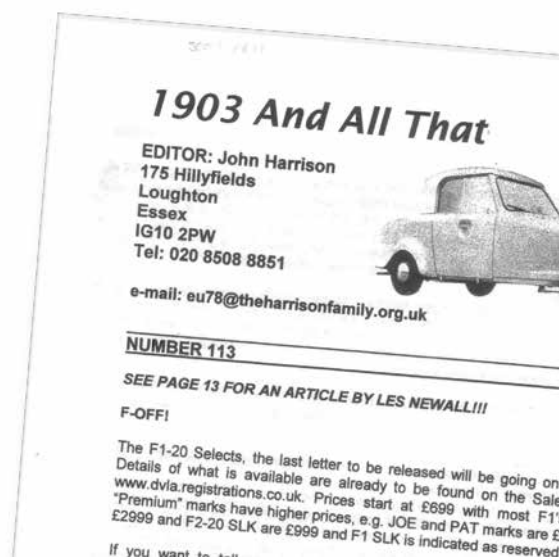 1903 And All That
EDITOR: John Harrison
175 Hillyfields
Loughton
Essex
IG10 2PW
Tel: 020 8508 8851
e-mail: eu78@theharrisonfamily.org.uk
NUMBER 113
SEE PAGE 13 FOR AN ARTICLE BY LES NEWALL!!!
F-OFF!
The F1-20 Selects, the last letter to be released will be going on
Details of what is available are already to be found on the Sale
www.dvla.registrations.co.uk. Prices start at £699 with most F1
"Premium" marks have higher prices, e.g. JOE and PAT marks are
£2999 and F2-20 SLK are £999 and F1 SLK is indicated as reserved
If you want to